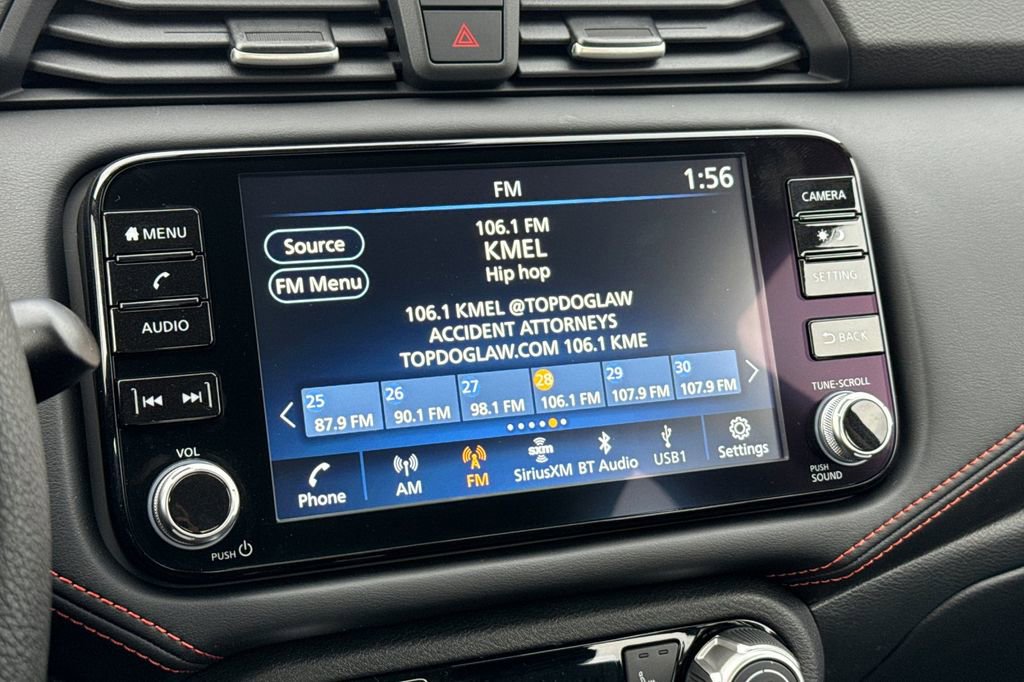 FM
1:56
106.1 FM
KMEL
Hip hop
Source
FM Menu
106.1 KMEL @TOPDOGLAW
ACCIDENT ATTORNEYS
TOPDOGLAW.COM 106.1 KME
25 26 27 28 29 30
87.9 FM 90.1 FM 98.1 FM 106.1 FM 107.9 FM 107.9 FM
sxm
Phone AM FM SiriusXM BT Audio USB1 Settings
MENU
AUDIO
VOL
PUSH
CAMERA
SETTING
BACK
TUNE·SCROLL
PUSH
SOUND